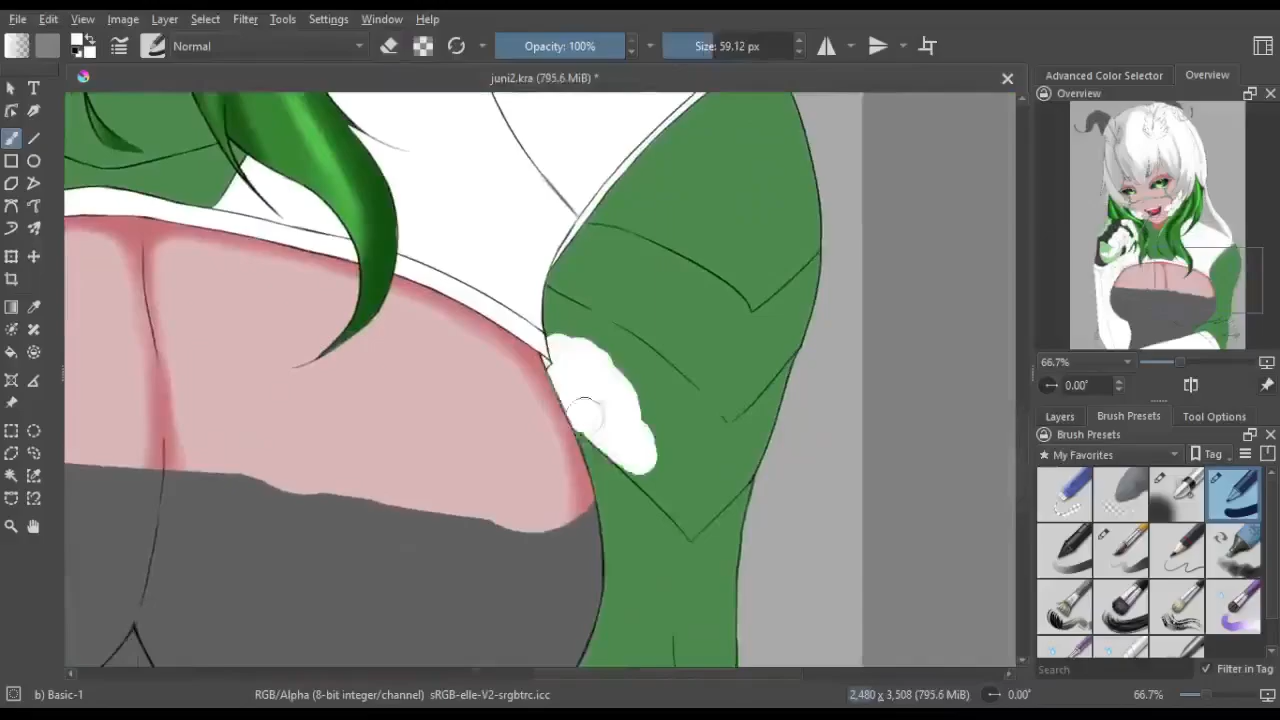 File Edit View Image Layer Select Filter Tools Settings Window Help
Normal Opacity: 100% Size: 59.12 px
juni2.kra (795.6 MiB) *
Advanced Color Selector Overview
Overview
66.7%
0.00°
Layers Brush Presets Tool Options
Brush Presets
★ My Favorites Tag
Search Filter in Tag
b) Basic-1 RGB/Alpha (8-bit integer/channel) sRGB-elle-V2-srgbtrc.icc 2,480 x 3,508 (795.6 MiB) 0.00° 66.7%